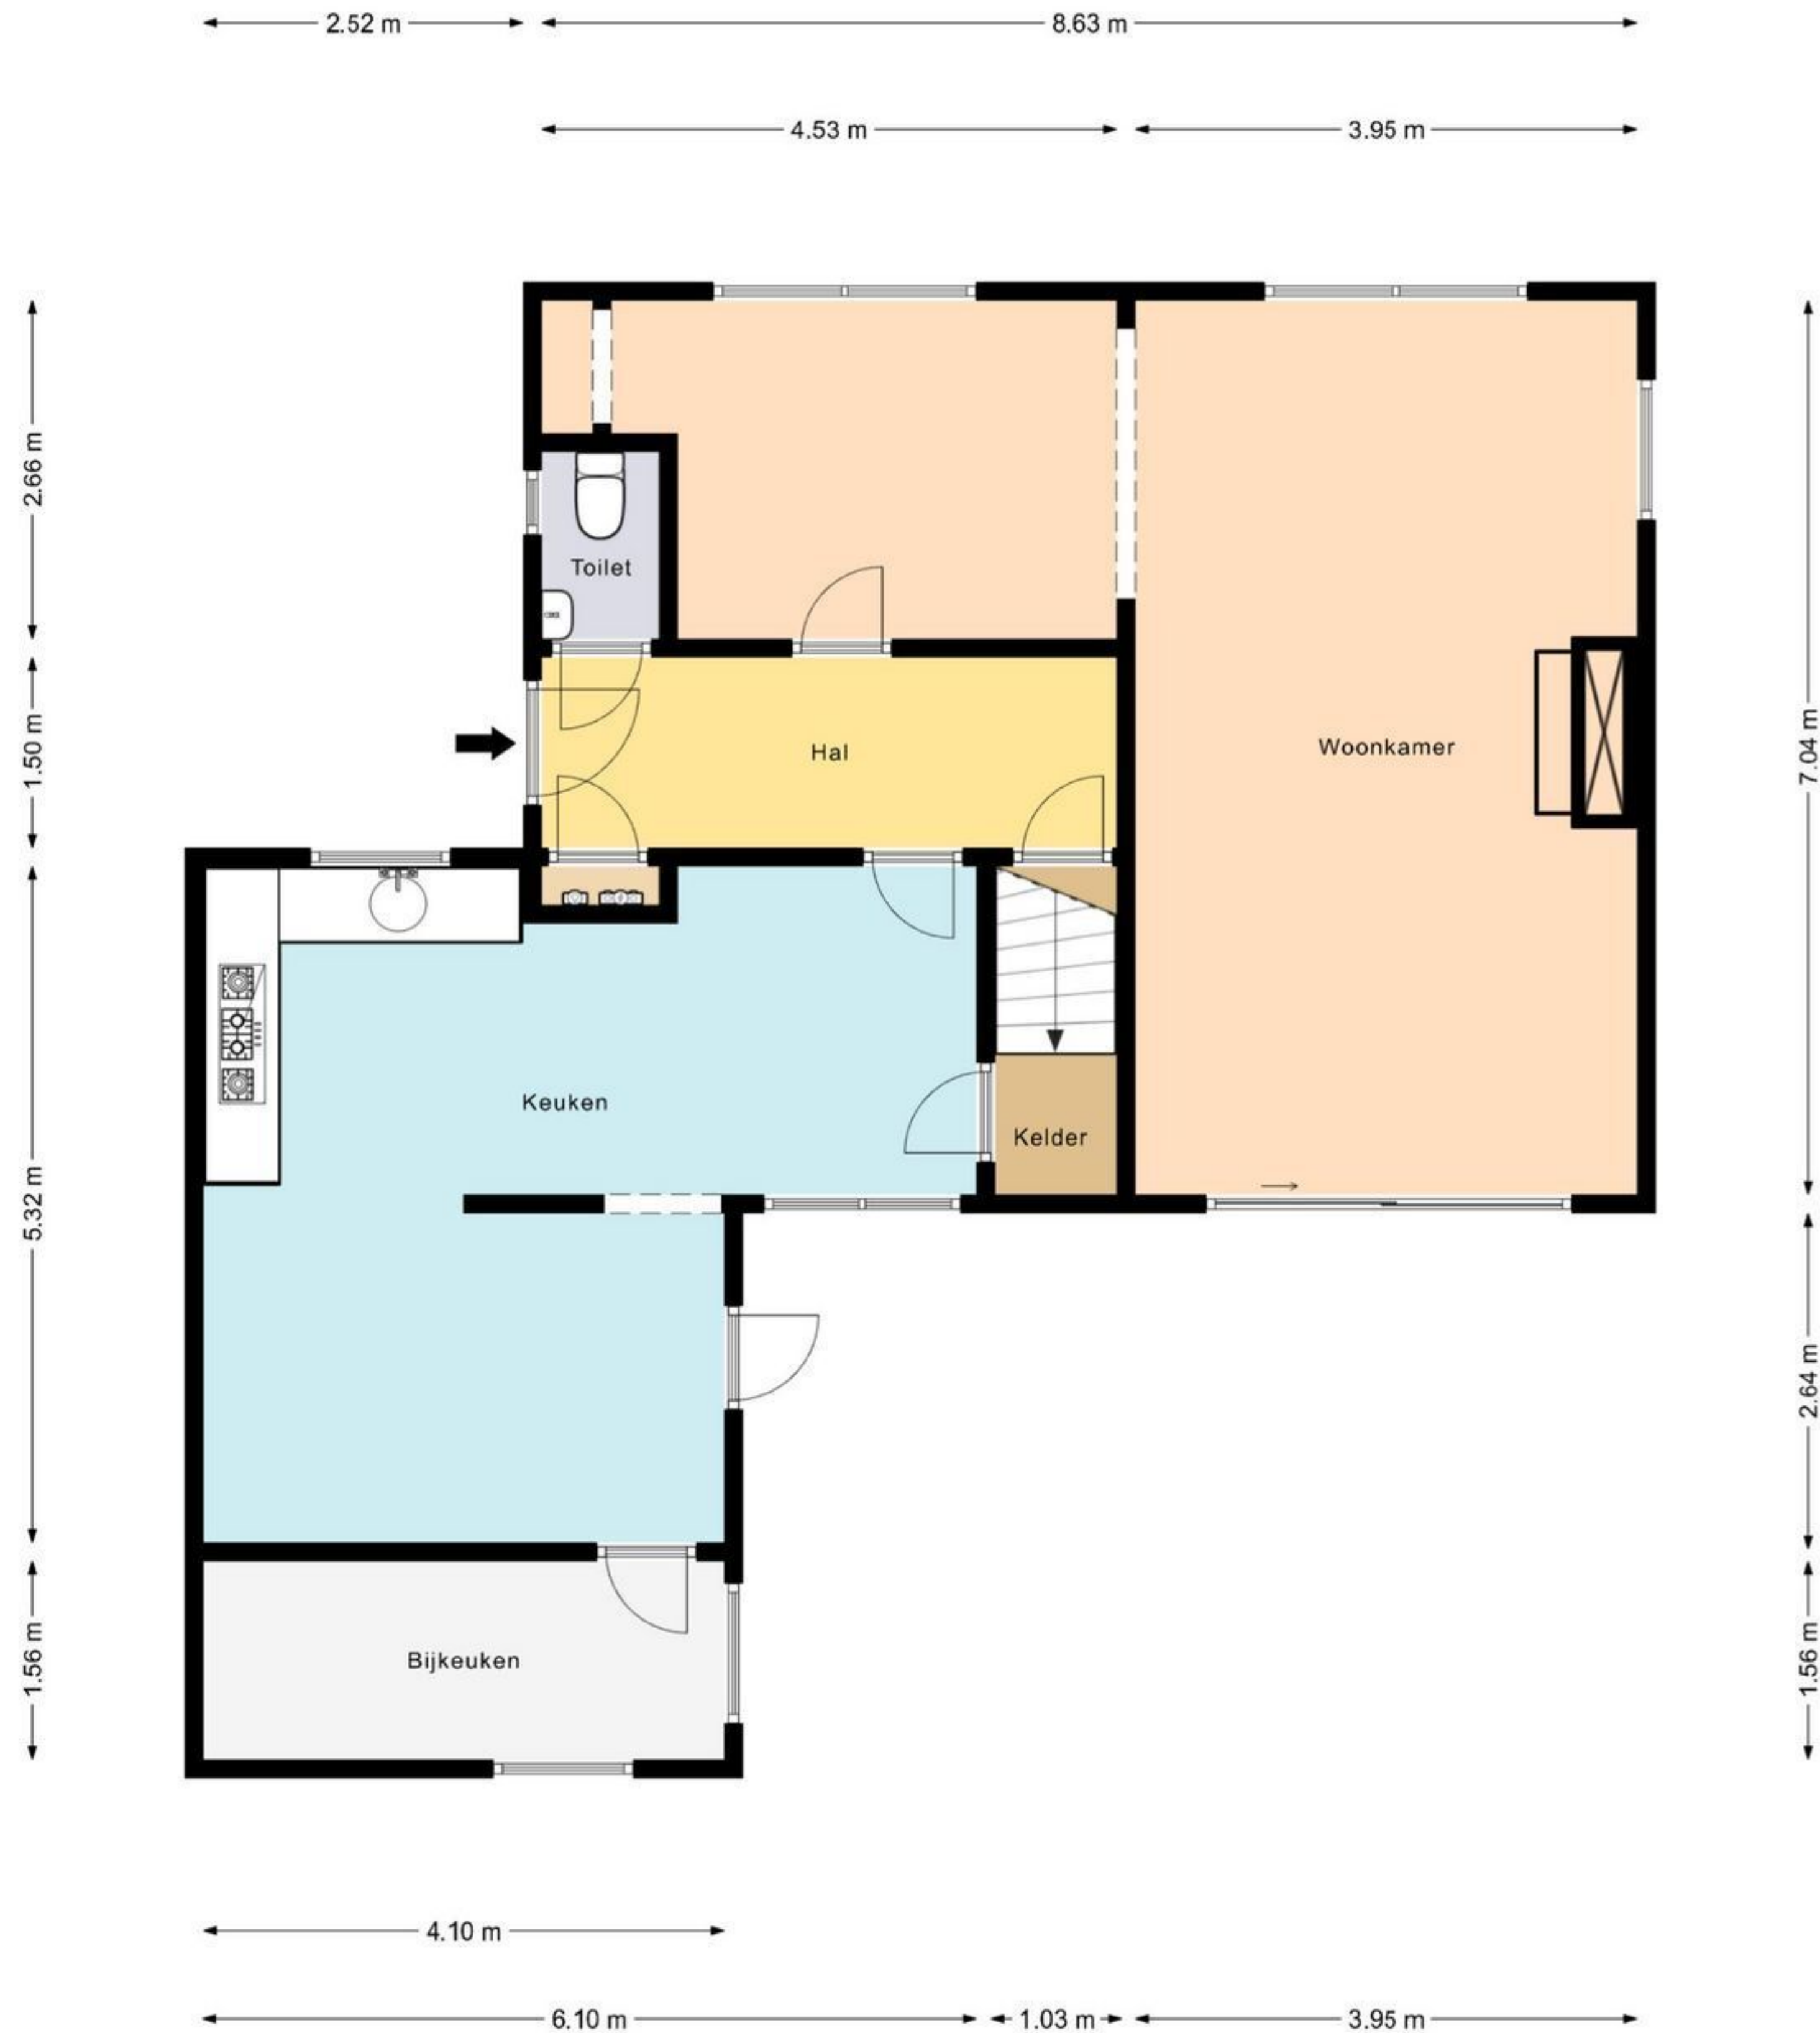 2.52 m
8.63 m
4.53 m
3.95 m
2.66 m
Toilet
1.50 m
Hal
Woonkamer
7.04 m
Keuken
Kelder
5.32 m
2.64 m
1.56 m
Bijkeuken
1.56 m
4.10 m
6.10 m
1.03 m
3.95 m